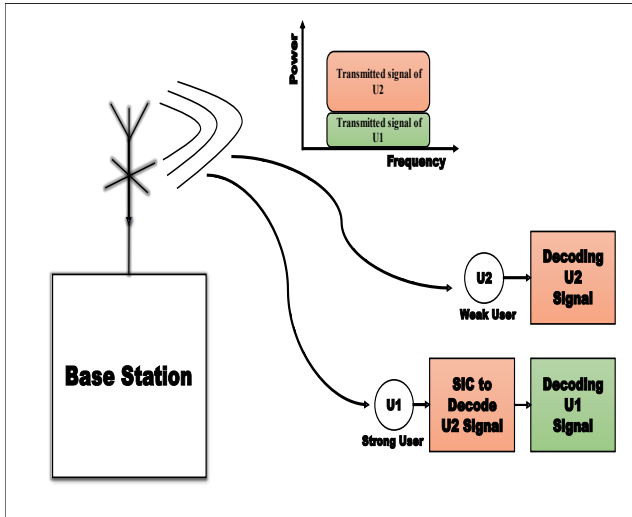 Power
Transmitted signal of
U2
Transmitted signal of
U1
Frequency
U2
Weak User
Decoding
U2
Signal
Base Station
U1
Strong User
SIC to
Decode
U2 Signal
Decoding
U1
Signal